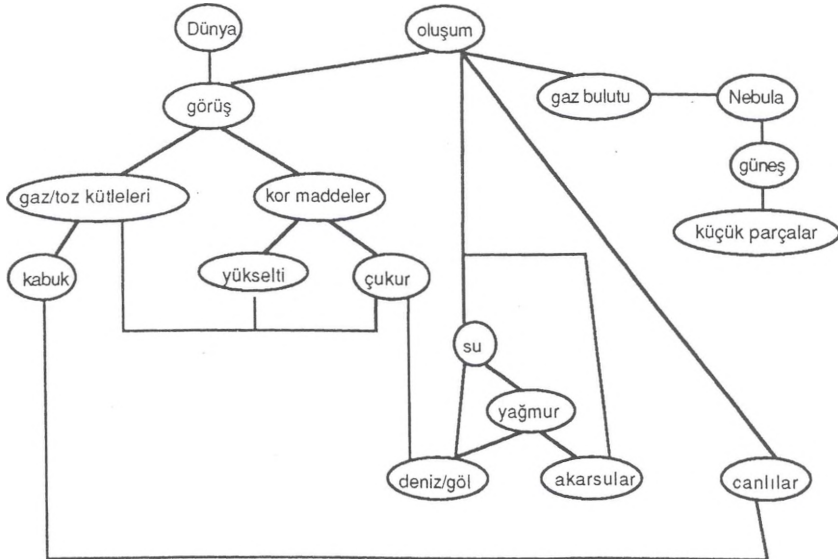 Dünya
oluşum
görüş
gaz bulutu
Nebula
güneş
gaz/toz kütleleri
kor maddeler
küçük parçalar
kabuk
yükselti
çukur
su
yağmur
deniz/göl
akarsular
canlılar